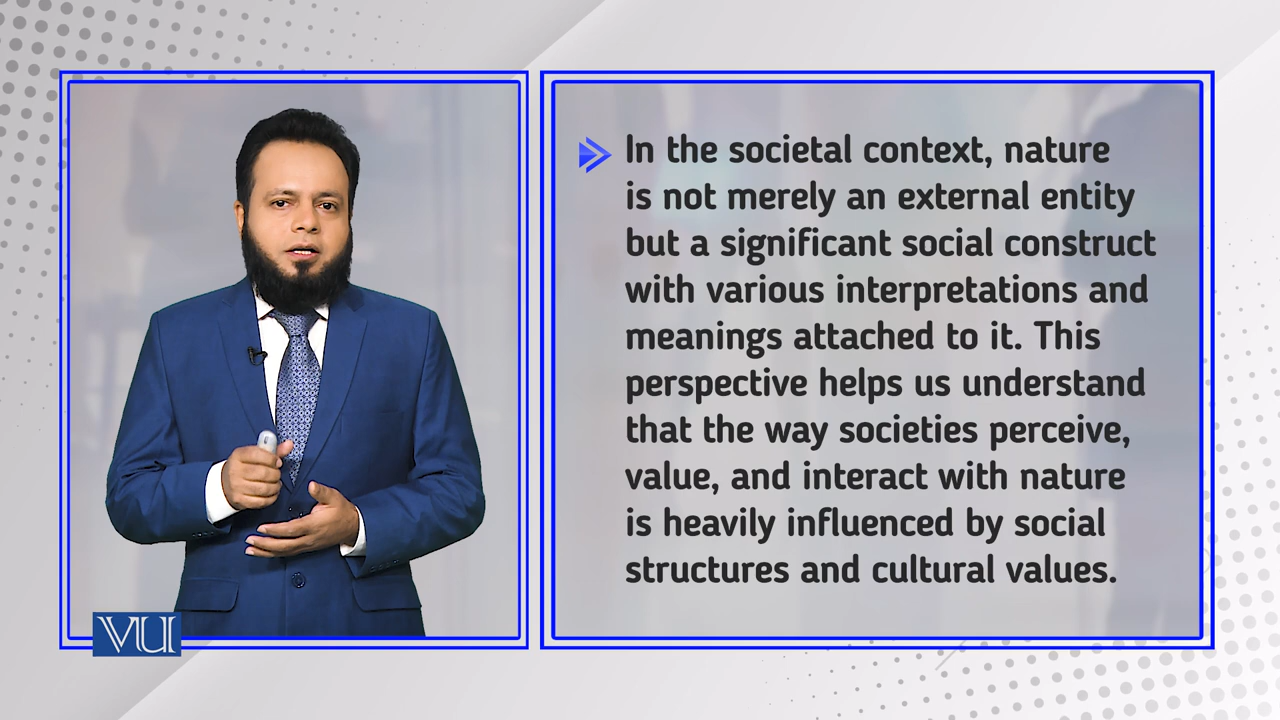 In the societal context, nature
is not merely an external entity
but a significant social construct
with various interpretations and
meanings attached to it. This
perspective helps us understand
that the way societies perceive,
value, and interact with nature
is heavily influenced by social
structures and cultural values.
VU